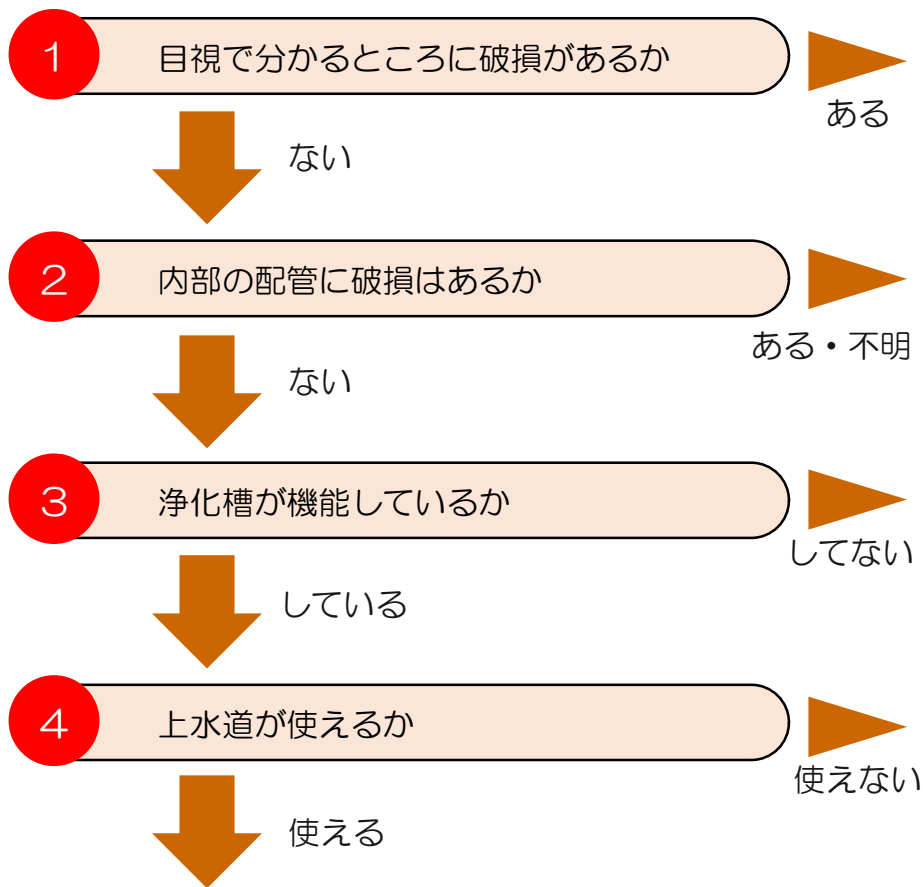 1 目視で分かるところに破損があるか
ある
ない
2 内部の配管に破損はあるか
ある・不明
ない
3 浄化槽が機能しているか
してない
している
4 上水道が使えるか
使えない
使える